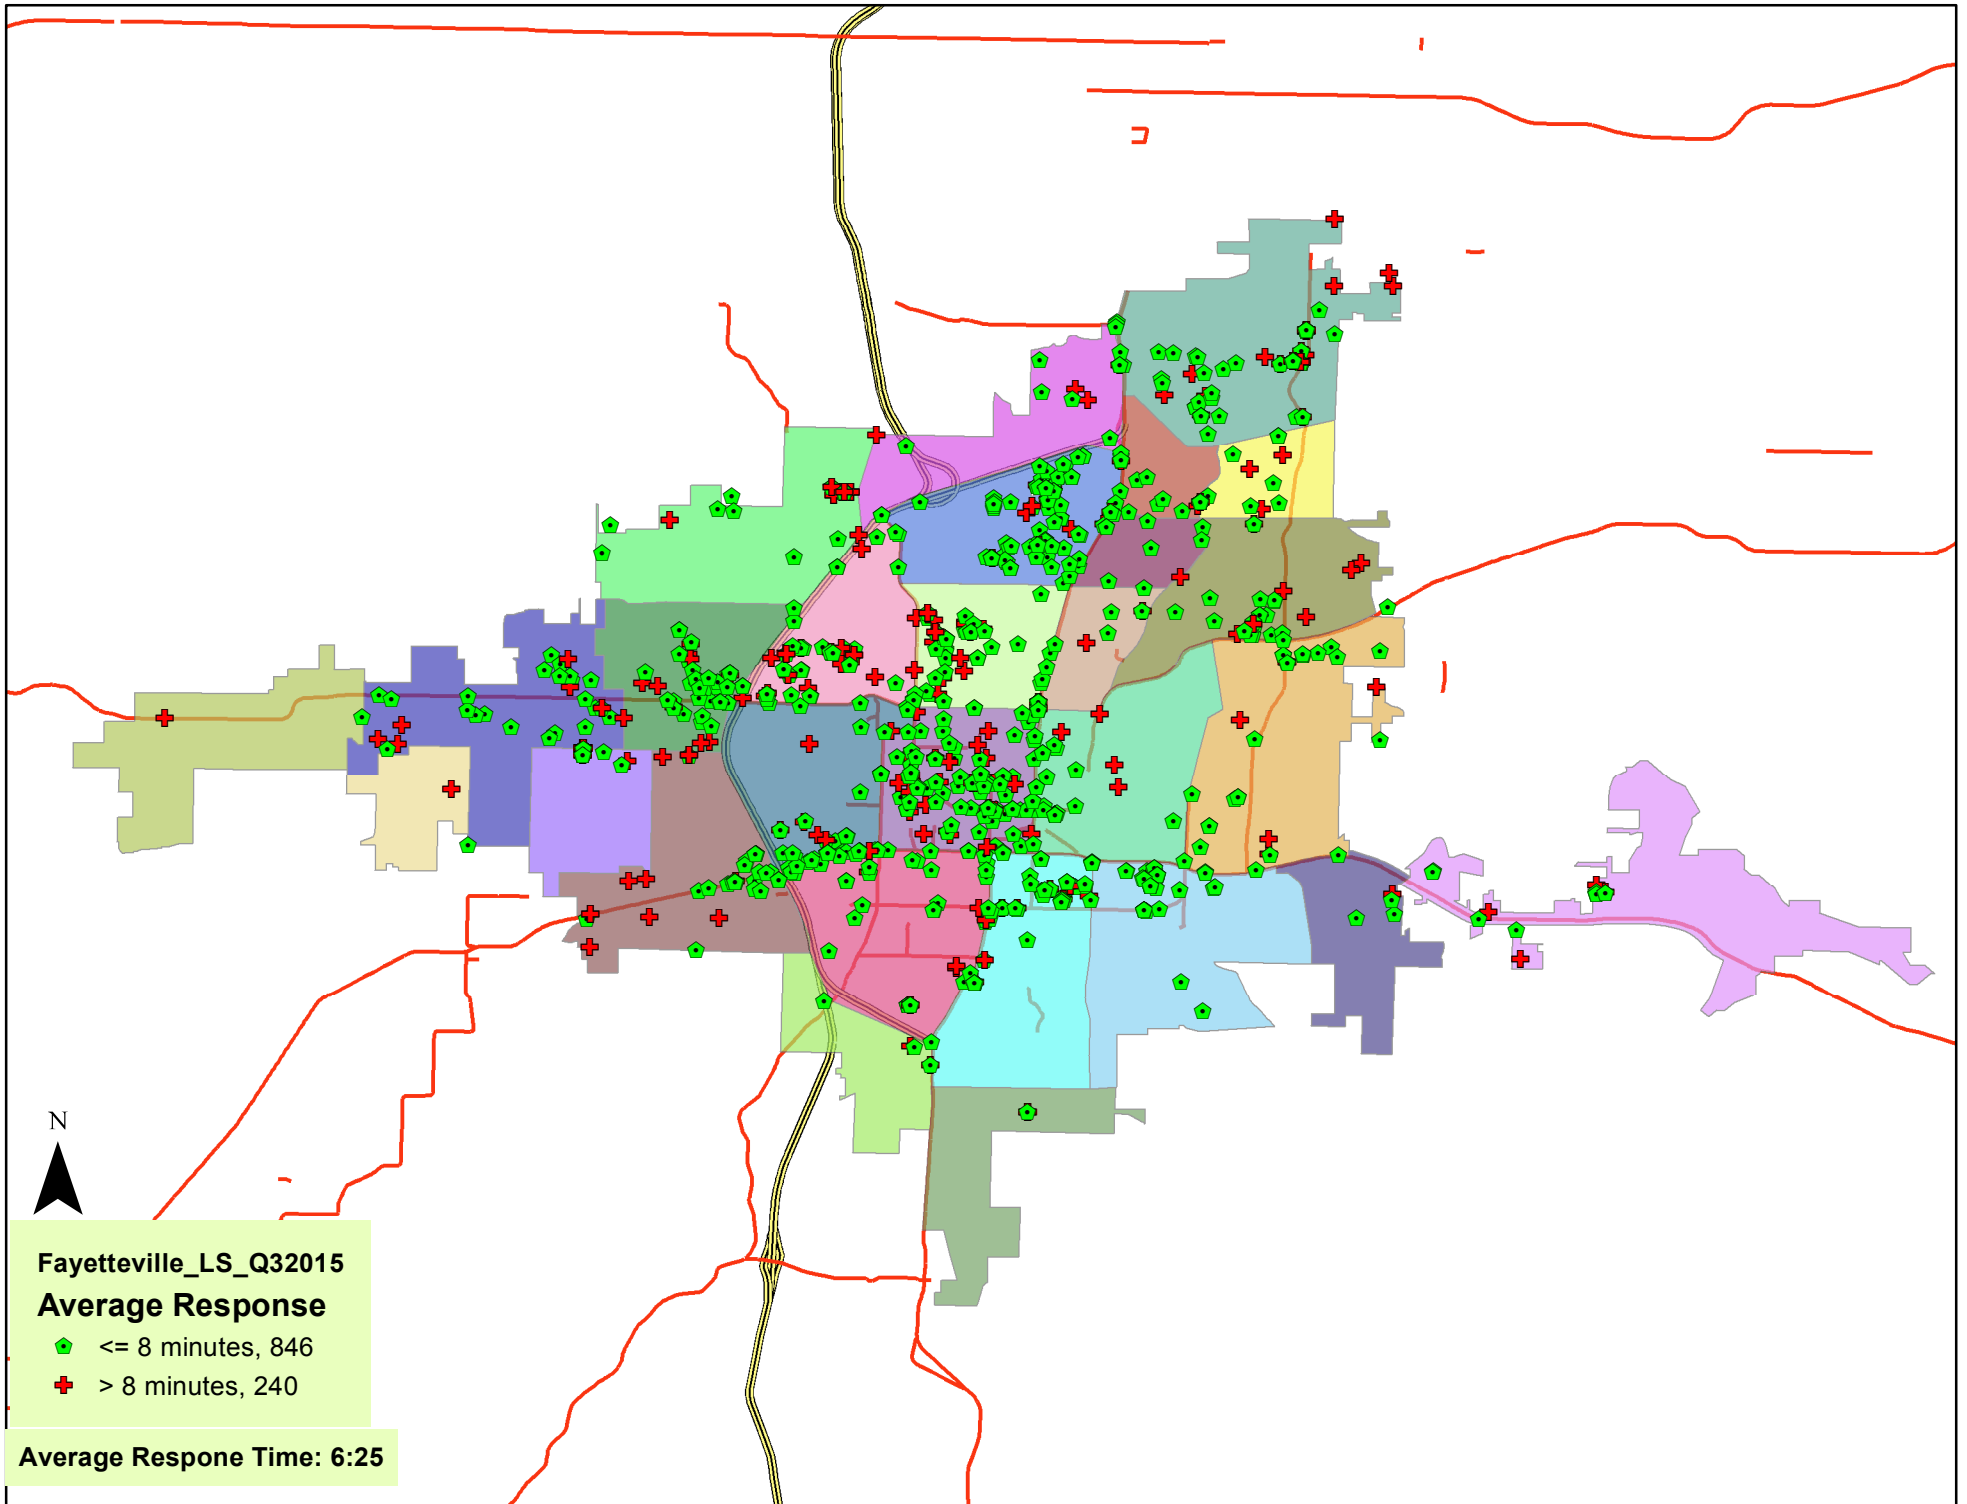 N
Fayetteville_LS_Q32015
Average Response
<= 8 minutes, 846
> 8 minutes, 240
Average Respone Time: 6:25